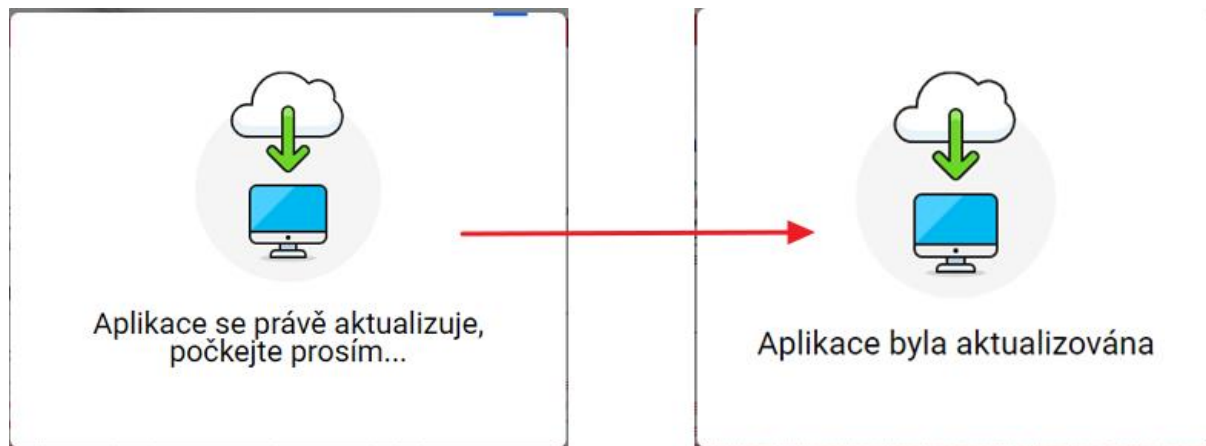 Aplikace se právě aktualizuje,
počkejte prosím...
Aplikace byla aktualizována